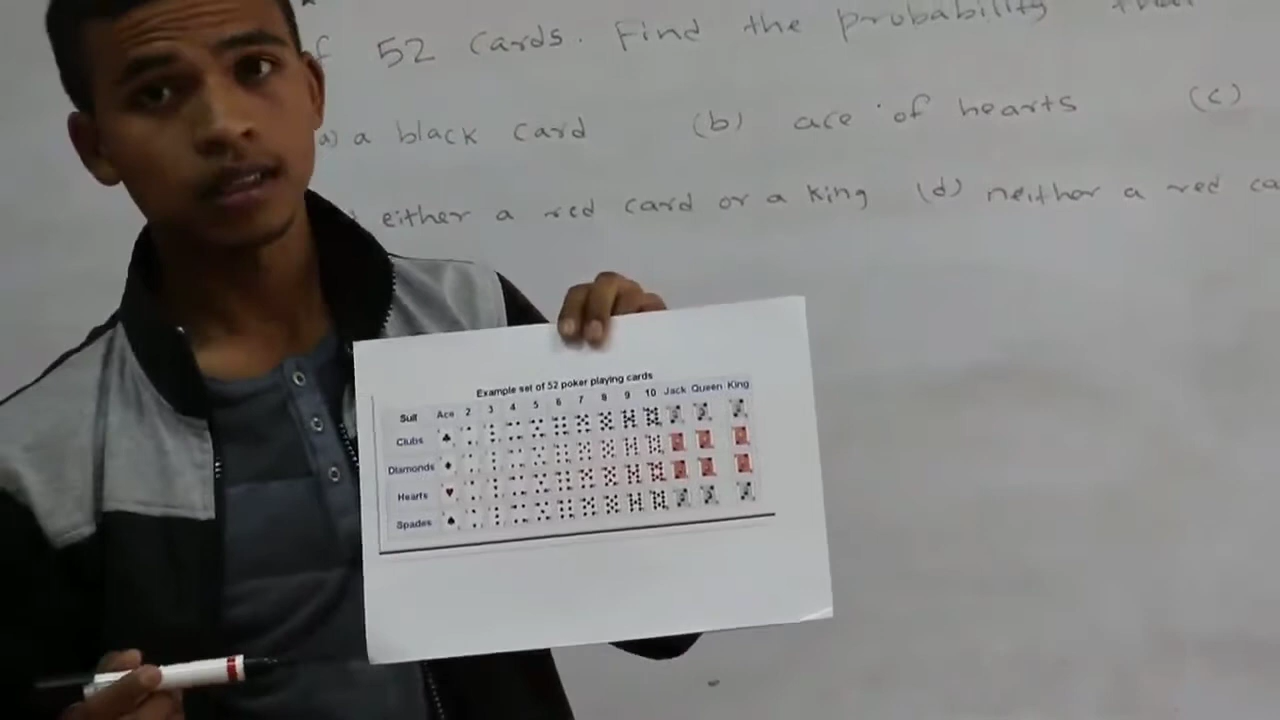 52 cards. Find the probability
a) a black card (b) ace of hearts (c)
either a red card or a king (d) neithor a red
Example set of 52 poker playing cards
Suit Ace 2 3 4 5 6 7 8 9 10 Jack Queen King
Clubs
Diamonds
Hearts
Spades